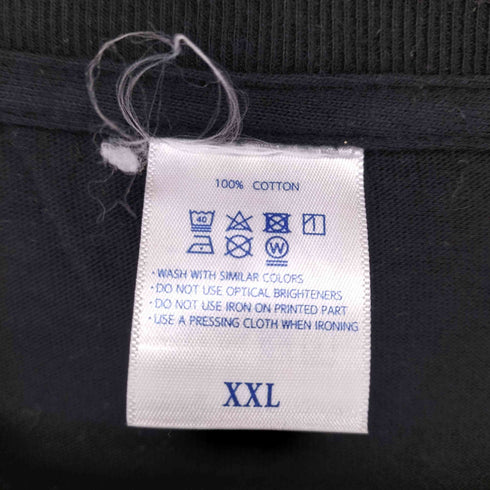 100% COTTON
40
W
· WASH WITH SIMILAR COLORS
· DO NOT USE OPTICAL BRIGHTENERS
· DO NOT USE IRON ON PRINTED PART
· USE A PRESSING CLOTH WHEN IRONING
XXL